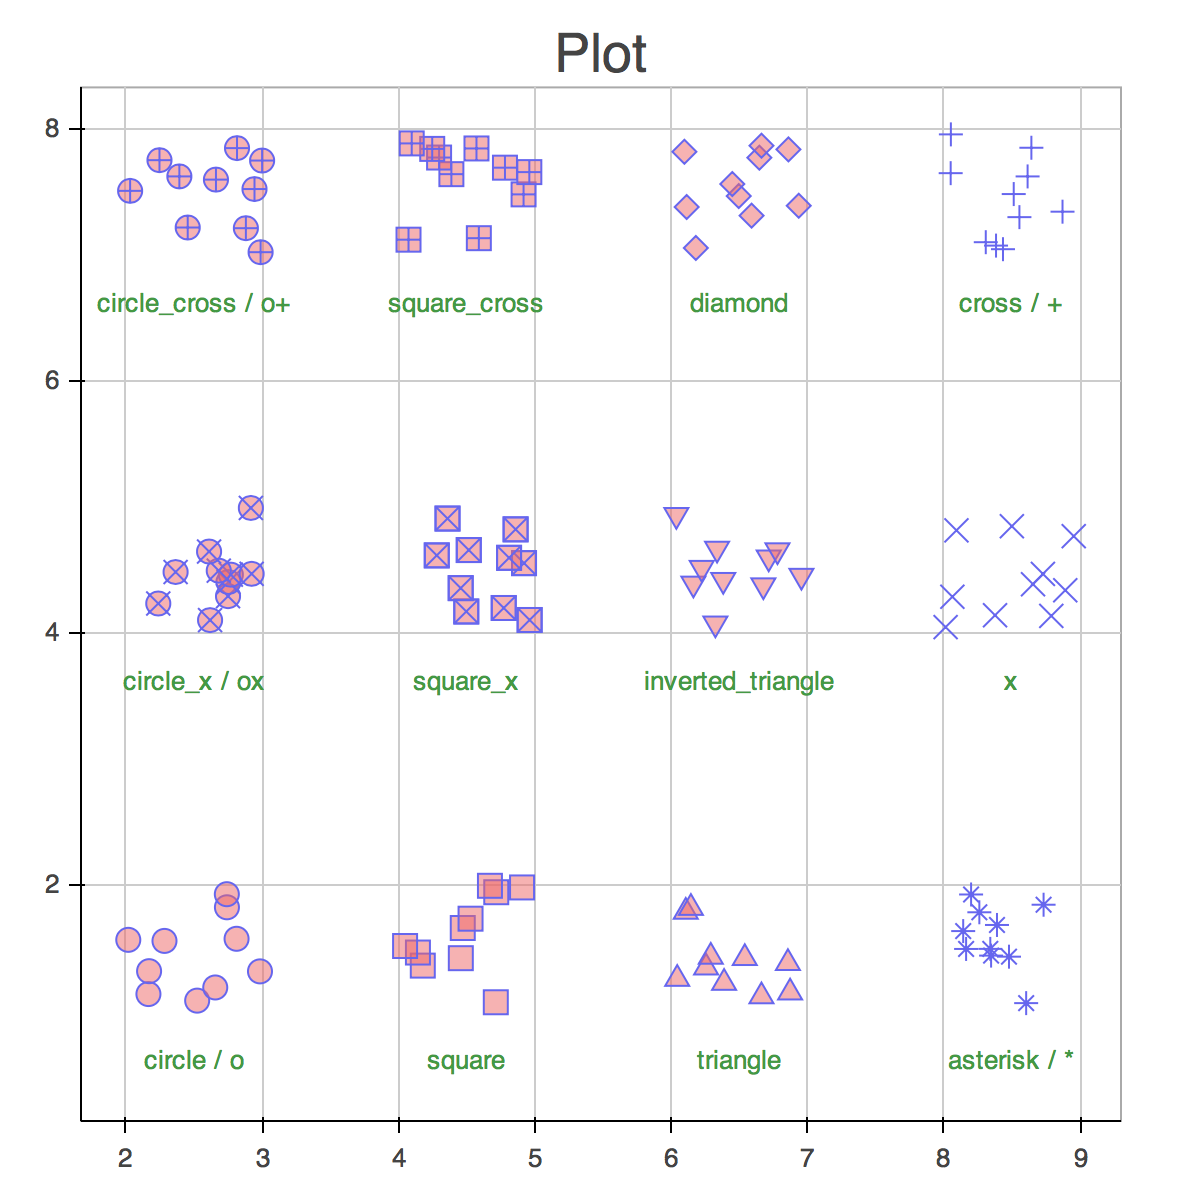 Plot
8
circle_cross / o+
square_cross
diamond
cross / +
6
4
circle_x / ox
square_x
inverted_triangle
x
2
circle / o
square
triangle
asterisk / *
2 3 4 5 6 7 8 9